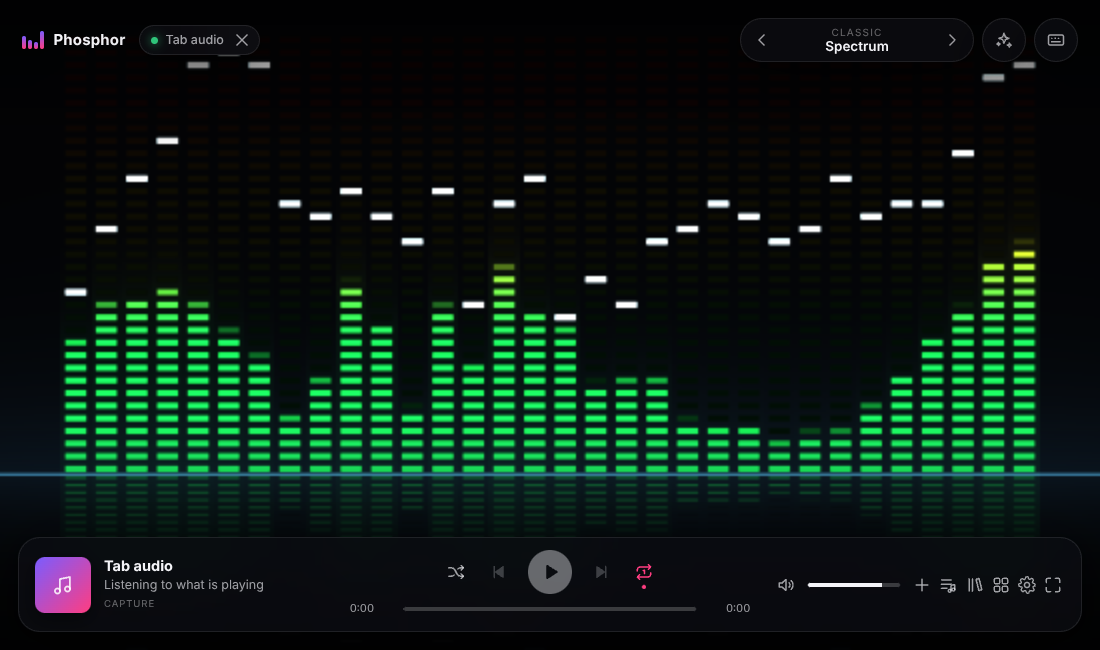 Phosphor
Tab audio
CLASSIC
Spectrum
Tab audio
Listening to what is playing
CAPTURE
0:00
0:00